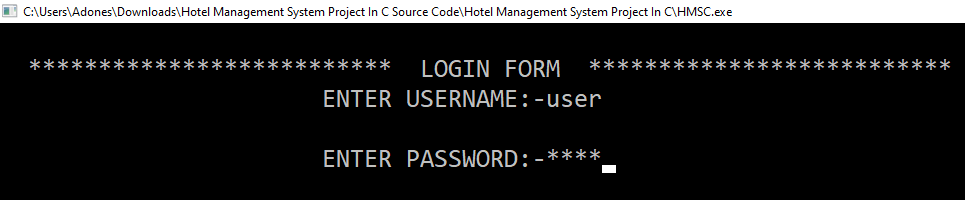 C:\Users\Adones\Downloads\Hotel Management System Project In C Source Code\Hotel Management System Project In C\HMSC.exe
************************** LOGIN FORM **************************
ENTER USERNAME:-user
ENTER PASSWORD:-****